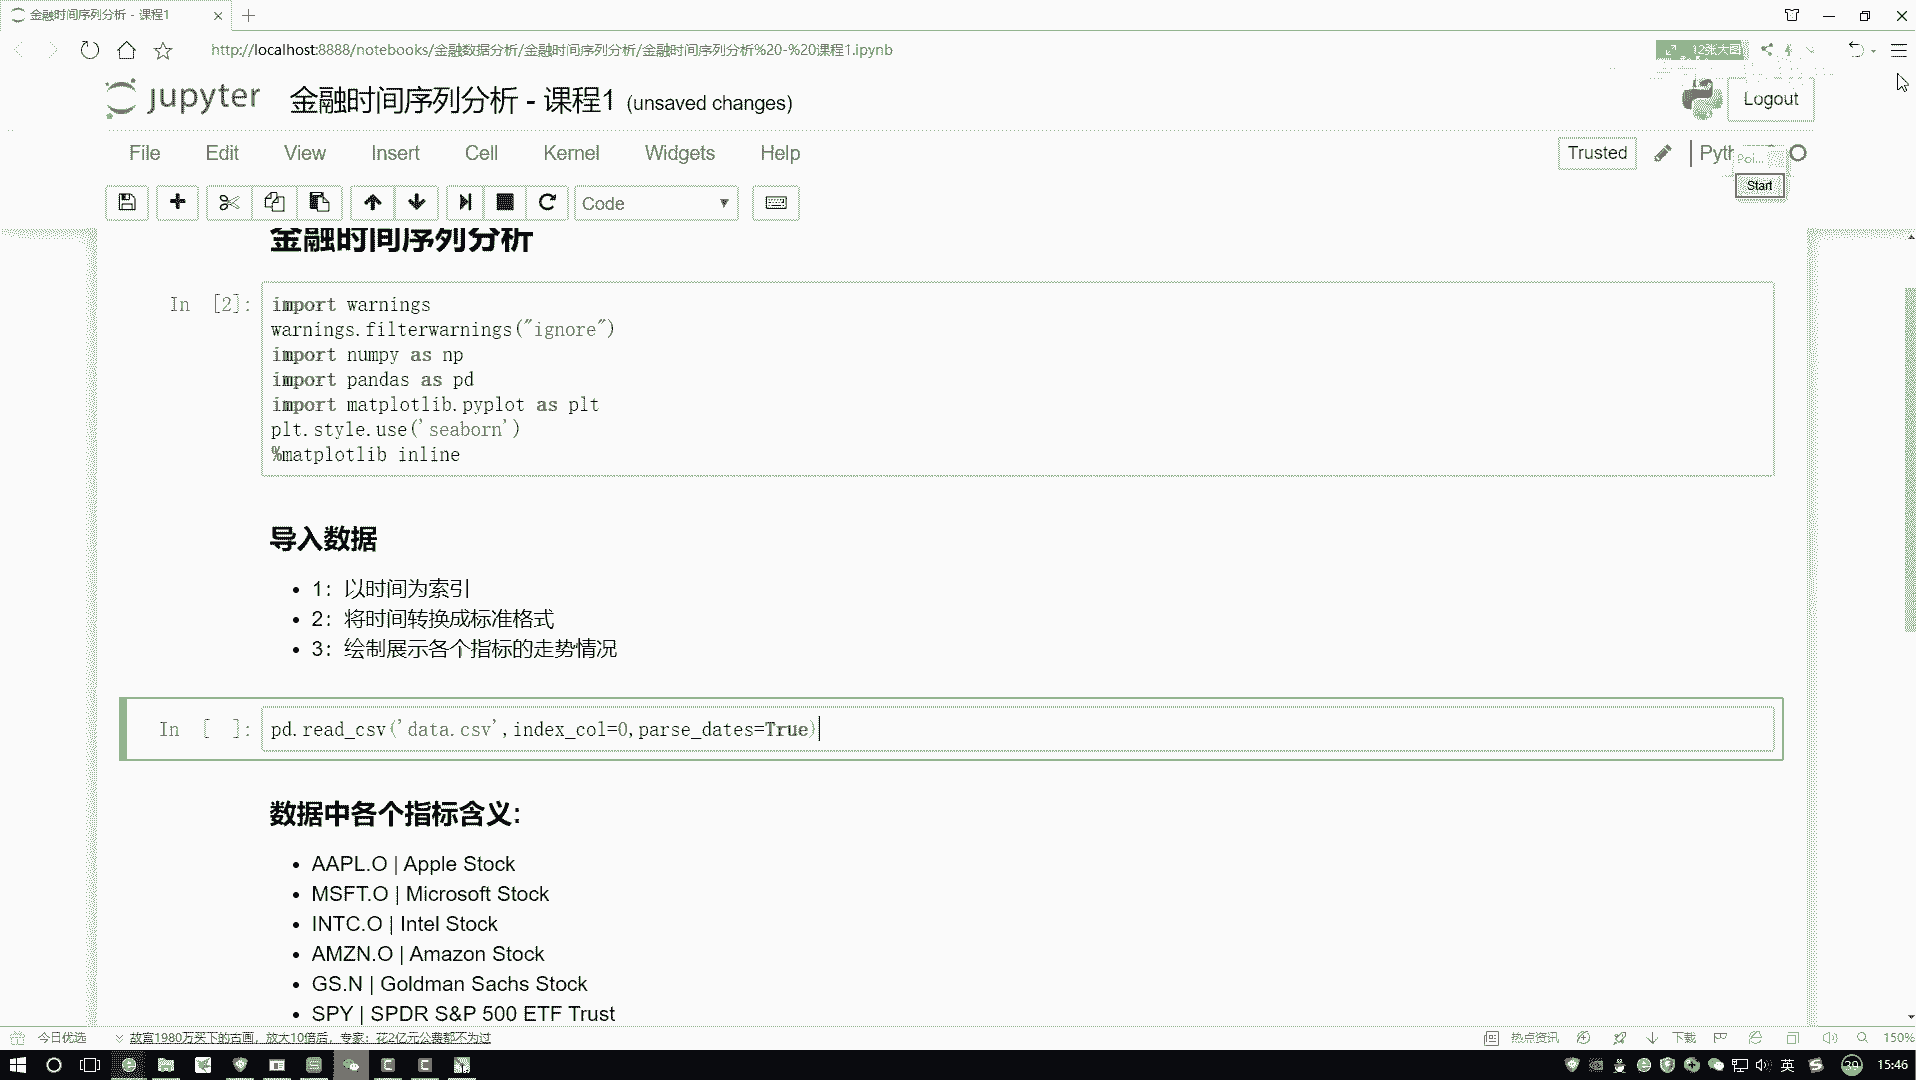 金融时间序列分析 - 课程1
http://localhost:8888/notebooks/金融数据分析/金融时间序列分析/金融时间序列分析%20-%20课程1.ipynb
12张大图
jupyter 金融时间序列分析 - 课程1 (unsaved changes)
Logout
File Edit View Insert Cell Kernel Widgets Help
Trusted
Poi...
Start
Code
金融时间序列分析
In [2]:
import warnings
warnings.filterwarnings("ignore")
import numpy as np
import pandas as pd
import matplotlib.pyplot as plt
plt.style.use('seaborn')
%matplotlib inline
导入数据
• 1：以时间为索引
• 2：将时间转换成标准格式
• 3：绘制展示各个指标的走势情况
In [ ]:
pd.read_csv('data.csv',index_col=0,parse_dates=True)
数据中各个指标含义:
• AAPL.O | Apple Stock
• MSFT.O | Microsoft Stock
• INTC.O | Intel Stock
• AMZN.O | Amazon Stock
• GS.N | Goldman Sachs Stock
• SPY | SPDR S&P 500 ETF Trust
今日优选
故宫1980万买下的古画，放大10倍后，专家：花2亿元公费都不为过
热点资讯
下载
150%
英
39
15:46